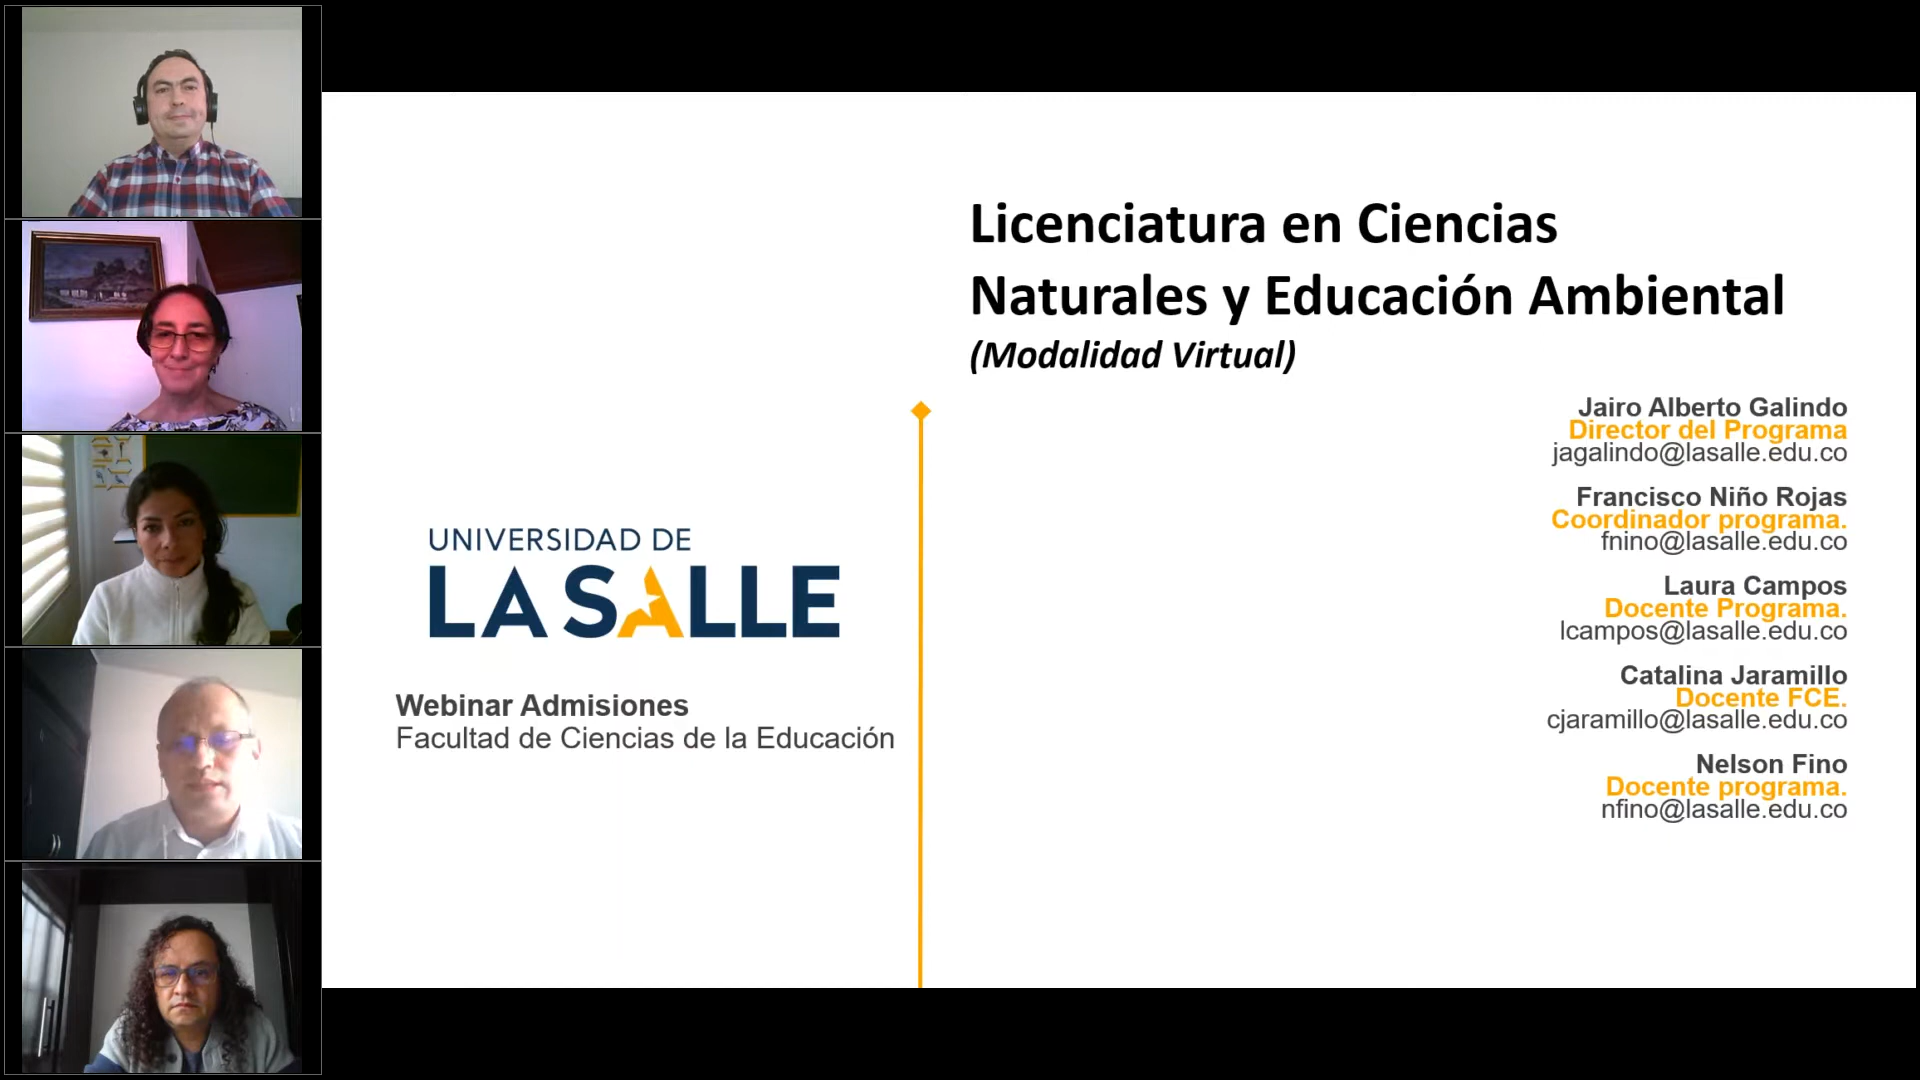 Licenciatura en Ciencias
Naturales y Educación Ambiental
(Modalidad Virtual)
Jairo Alberto Galindo
Director del Programa
jagalindo@lasalle.edu.co
Francisco Niño Rojas
Coordinador programa.
fnino@lasalle.edu.co
Laura Campos
Docente Programa.
lcampos@lasalle.edu.co
Catalina Jaramillo
Docente FCE.
cjaramillo@lasalle.edu.co
Nelson Fino
Docente programa.
nfino@lasalle.edu.co
UNIVERSIDAD DE
LA SALLE
Webinar Admisiones
Facultad de Ciencias de la Educación